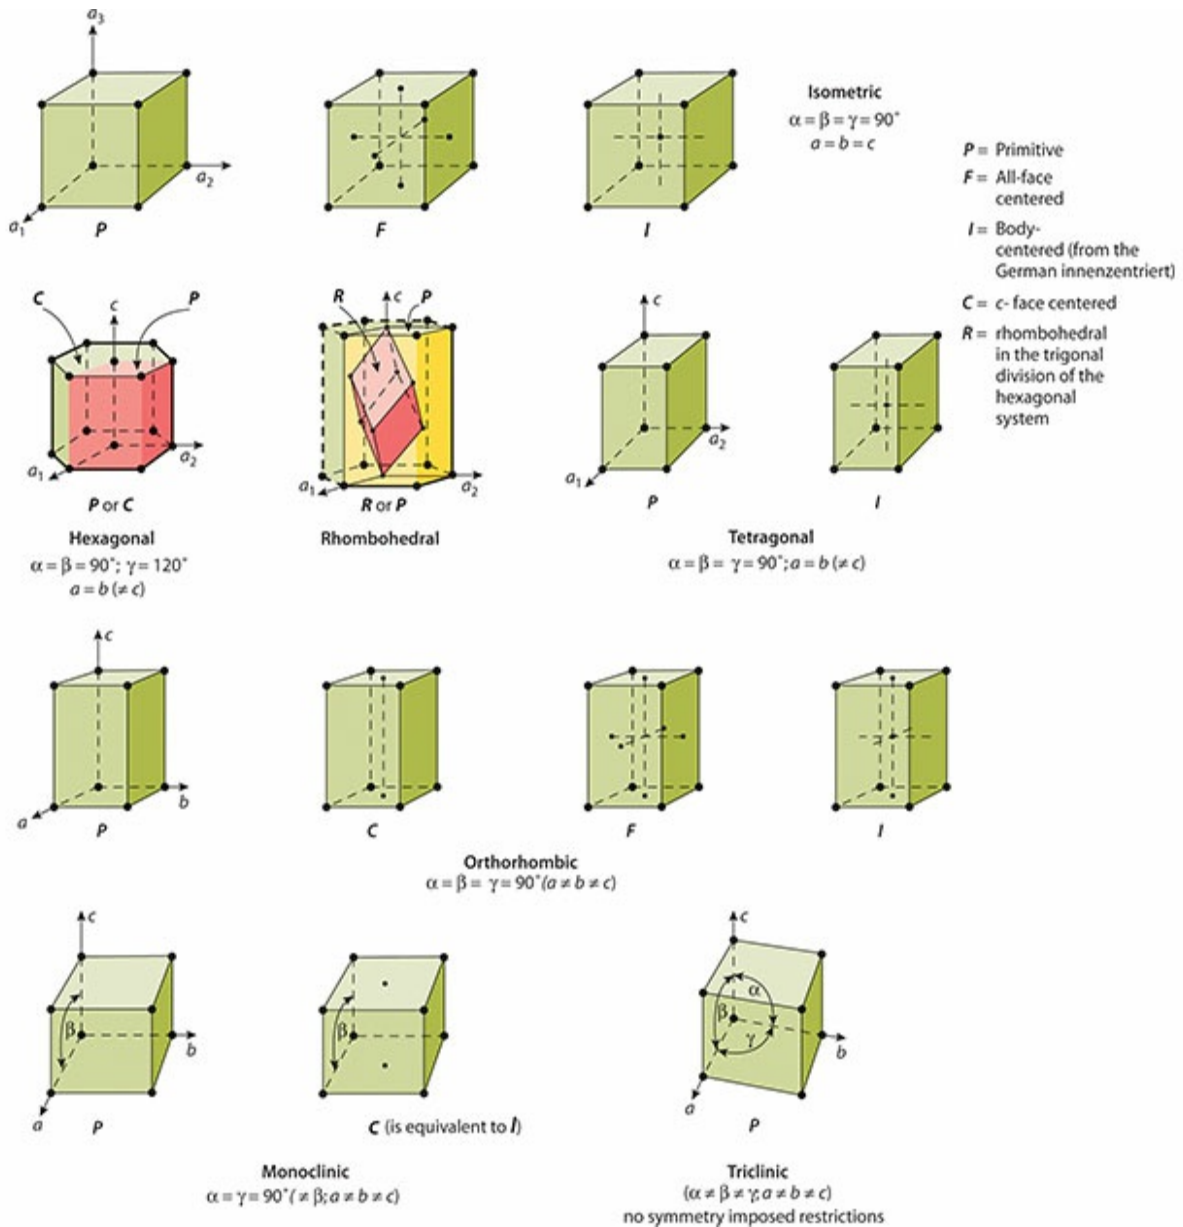 a3
a2
a1
P
F
I
Isometric
α = β = γ = 90˚
a = b = c
P = Primitive
F = All-face
centered
I = Body-
centered (from the
German innenzentriert)
C = c- face centered
R = rhombohedral
in the trigonal
division of the
hexagonal
system
C
c
P
a1
a2
P or C
Hexagonal
α = β = 90˚; γ = 120˚
a = b (≠ c)
R
c
P
a1
a2
R or P
Rhombohedral
c
a2
a1
P
I
Tetragonal
α = β = γ = 90˚; a = b (≠ c)
c
b
a
P
C
F
I
Orthorhombic
α = β = γ = 90˚(a ≠ b ≠ c)
c
β
b
a
P
β
C (is equivalent to I)
Monoclinic
α = γ = 90˚( ≠ β; a ≠ b ≠ c)
c
α
β
γ
b
a
P
Triclinic
(α ≠ β ≠ γ; a ≠ b ≠ c)
no symmetry imposed restrictions